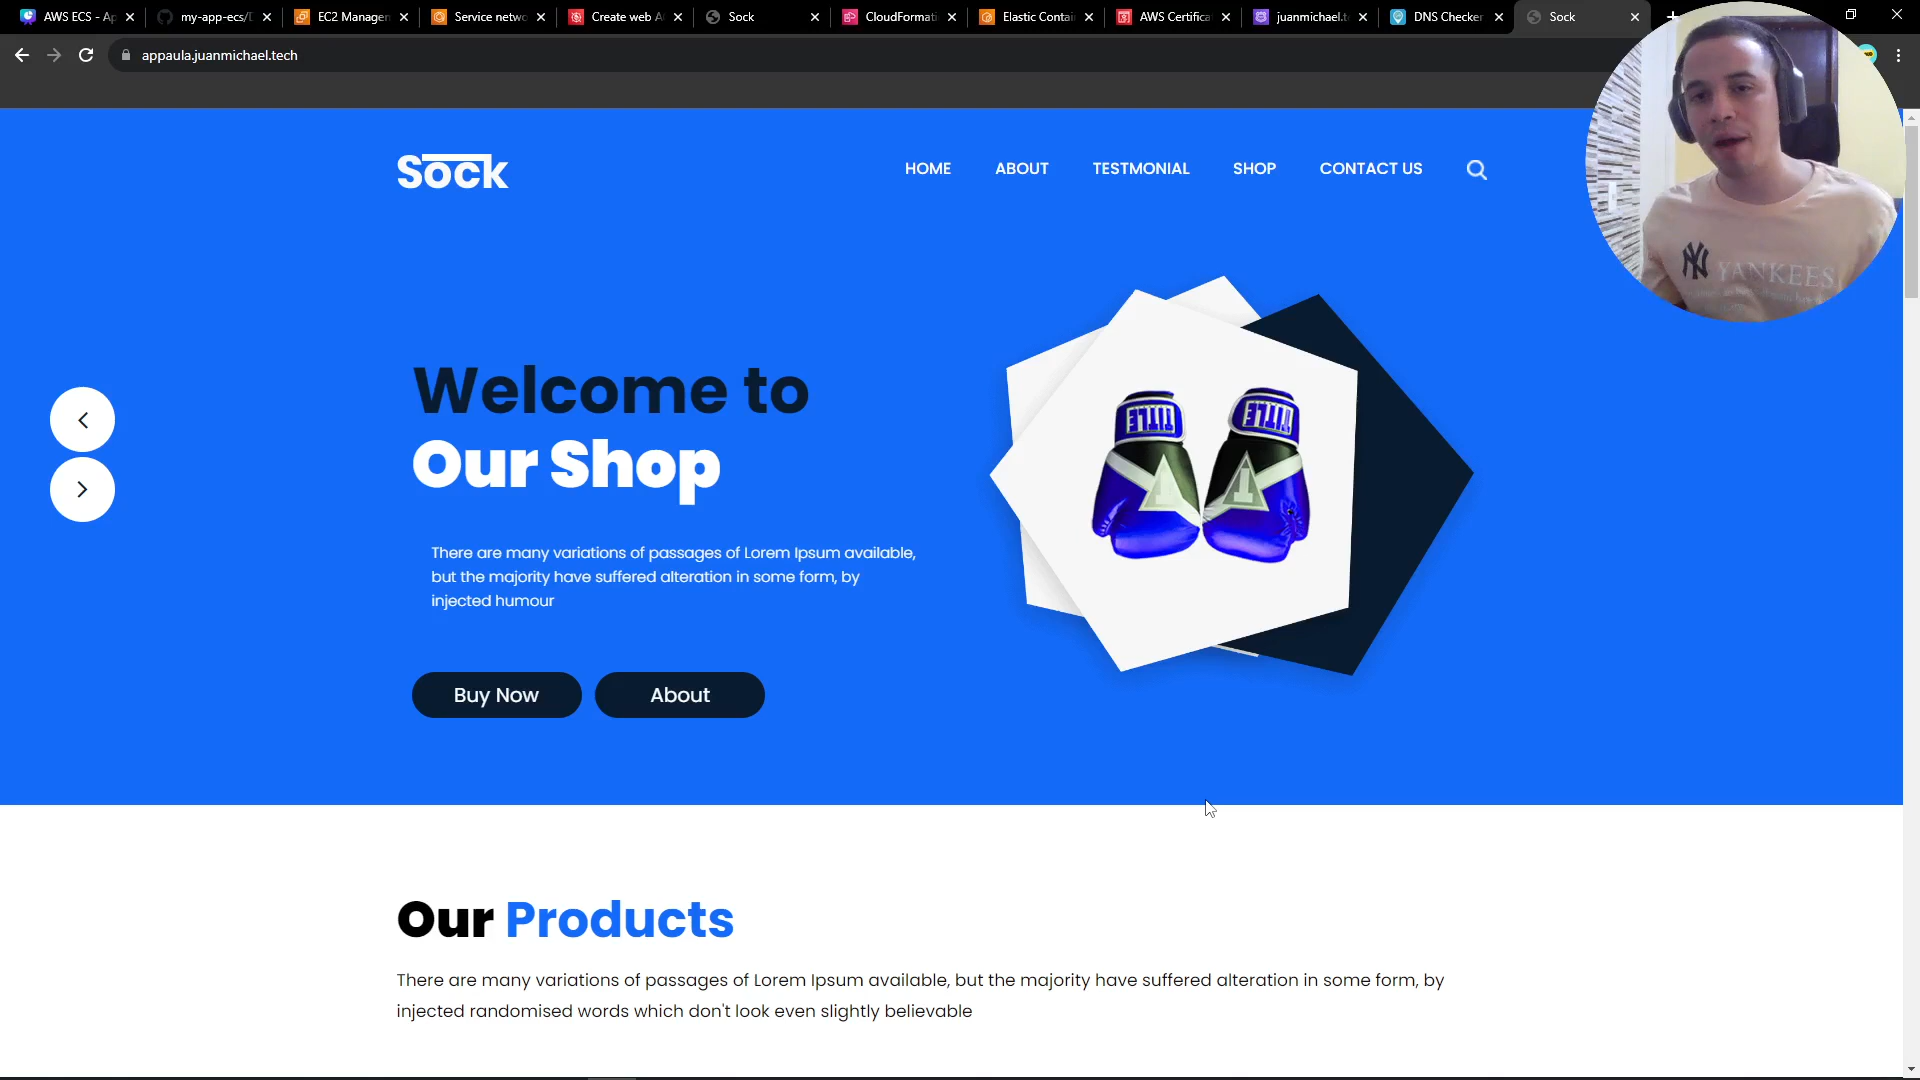 AWS ECS - Ap
my-app-ecs/D
EC2 Managem
Service netwo
Create web A
Sock
CloudFormati
Elastic Contain
AWS Certifica
juanmichael.te
DNS Checker
Sock
appaula.juanmichael.tech
Sock
HOME
ABOUT
TESTMONIAL
SHOP
CONTACT US
NY YANKEES
Welcome to
Our Shop
TITLE
TITLE
There are many variations of passages of Lorem Ipsum available,
but the majority have suffered alteration in some form, by
injected humour
Buy Now
About
Our Products
There are many variations of passages of Lorem Ipsum available, but the majority have suffered alteration in some form, by
injected randomised words which don't look even slightly believable